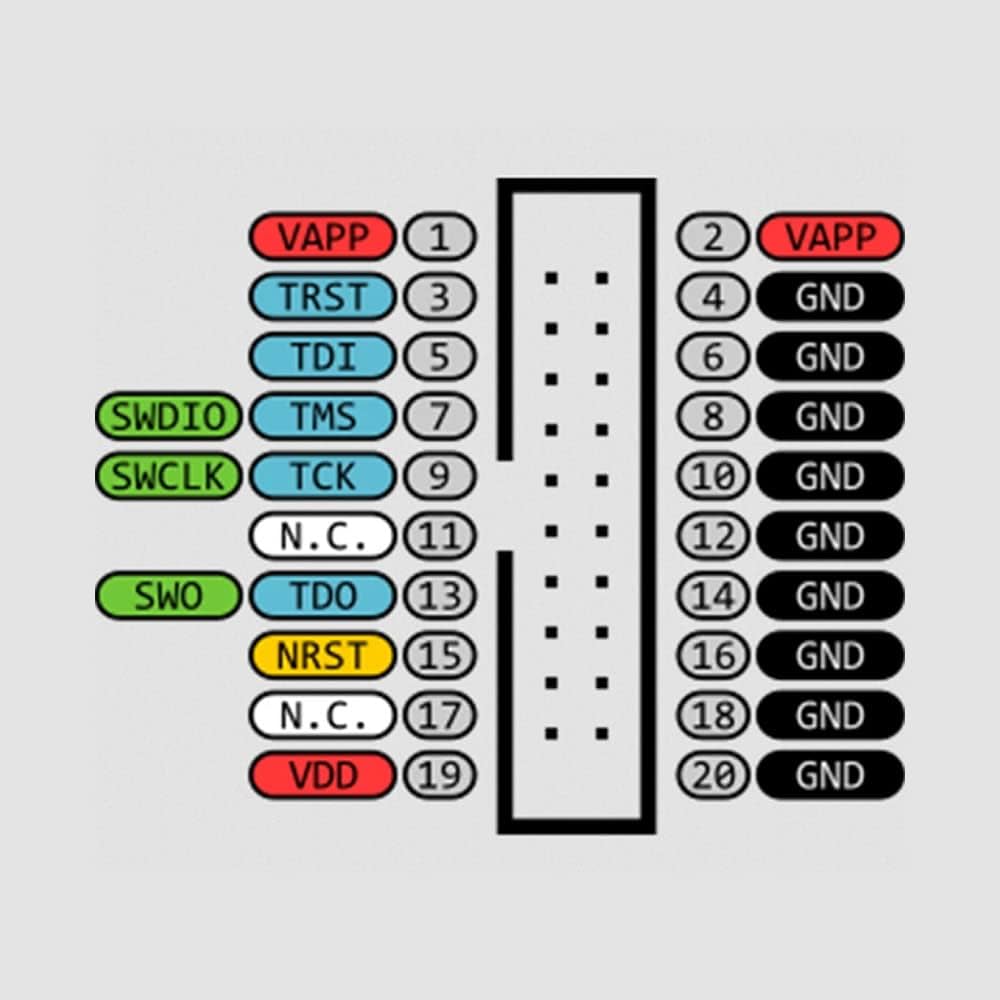 VAPP 1 2 VAPP
TRST 3 4 GND
TDI 5 6 GND
SWDIO TMS 7 8 GND
SWCLK TCK 9 10 GND
N.C. 11 12 GND
SWO TDO 13 14 GND
NRST 15 16 GND
N.C. 17 18 GND
VDD 19 20 GND